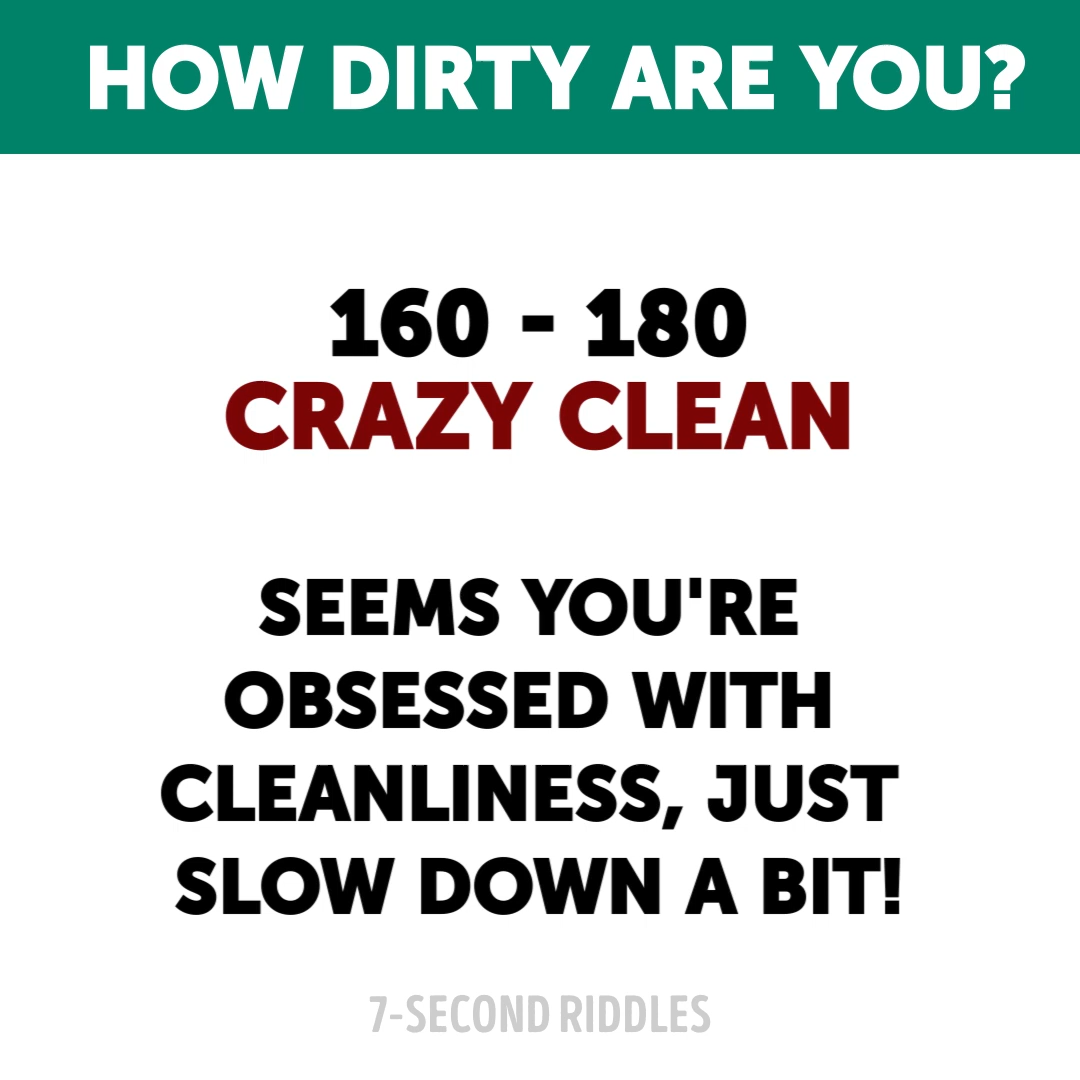 HOW DIRTY ARE YOU?
160 - 180
CRAZY CLEAN
SEEMS YOU'RE
OBSESSED WITH
CLEANLINESS, JUST
SLOW DOWN A BIT!
7-SECOND RIDDLES